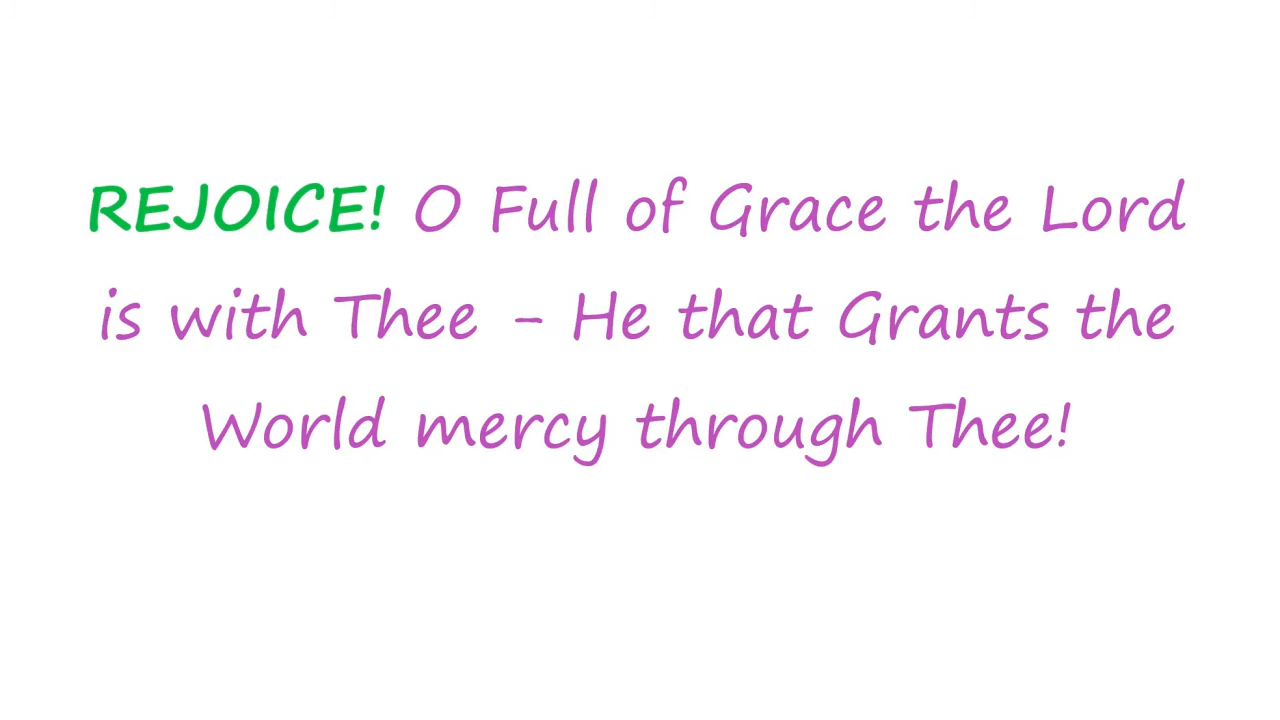 REJOICE! O Full of Grace the Lord
is with Thee - He that Grants the
World mercy through Thee!